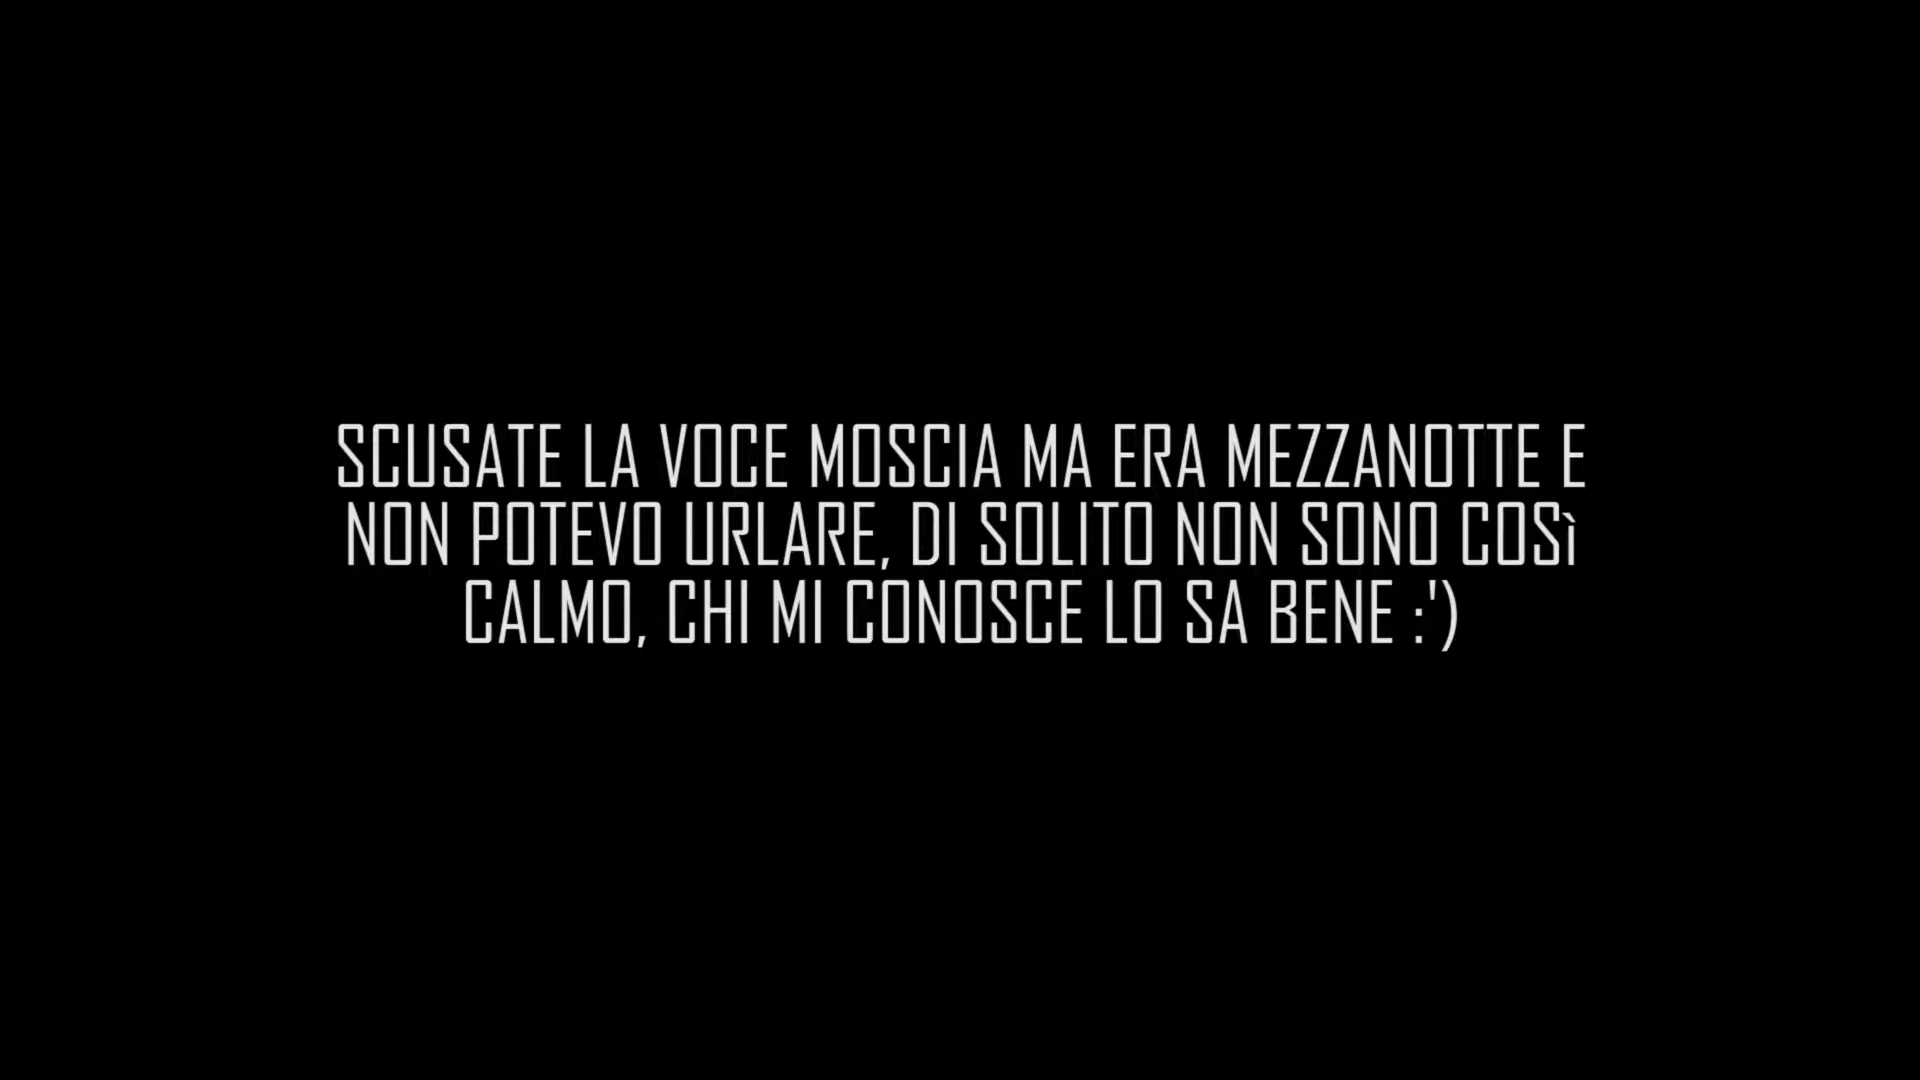 SCUSATE LA VOCE MOSCIA MA ERA MEZZANOTTE E
NON POTEVO URLARE, DI SOLITO NON SONO COSì
CALMO, CHI MI CONOSCE LO SA BENE :')